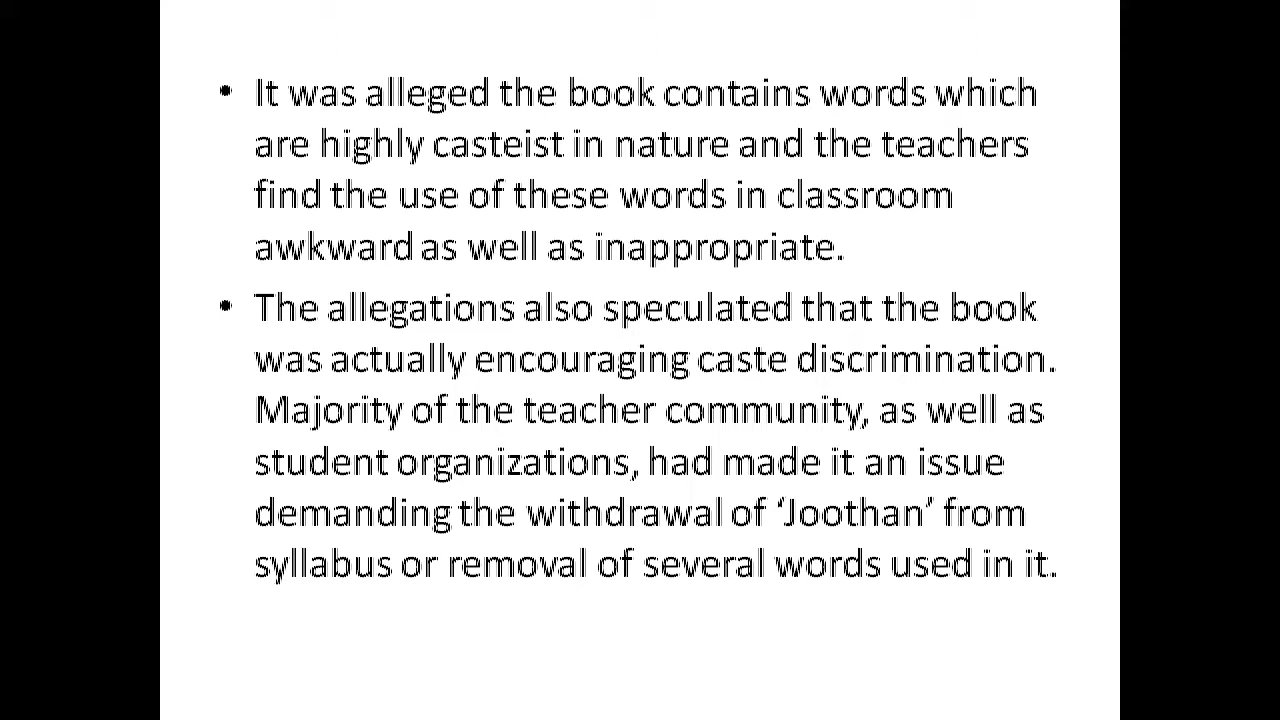 • It was alleged the book contains words which
are highly casteist in nature and the teachers
find the use of these words in classroom
awkward as well as inappropriate.
• The allegations also speculated that the book
was actually encouraging caste discrimination.
Majority of the teacher community, as well as
student organizations, had made it an issue
demanding the withdrawal of ‘Joothan’ from
syllabus or removal of several words used in it.